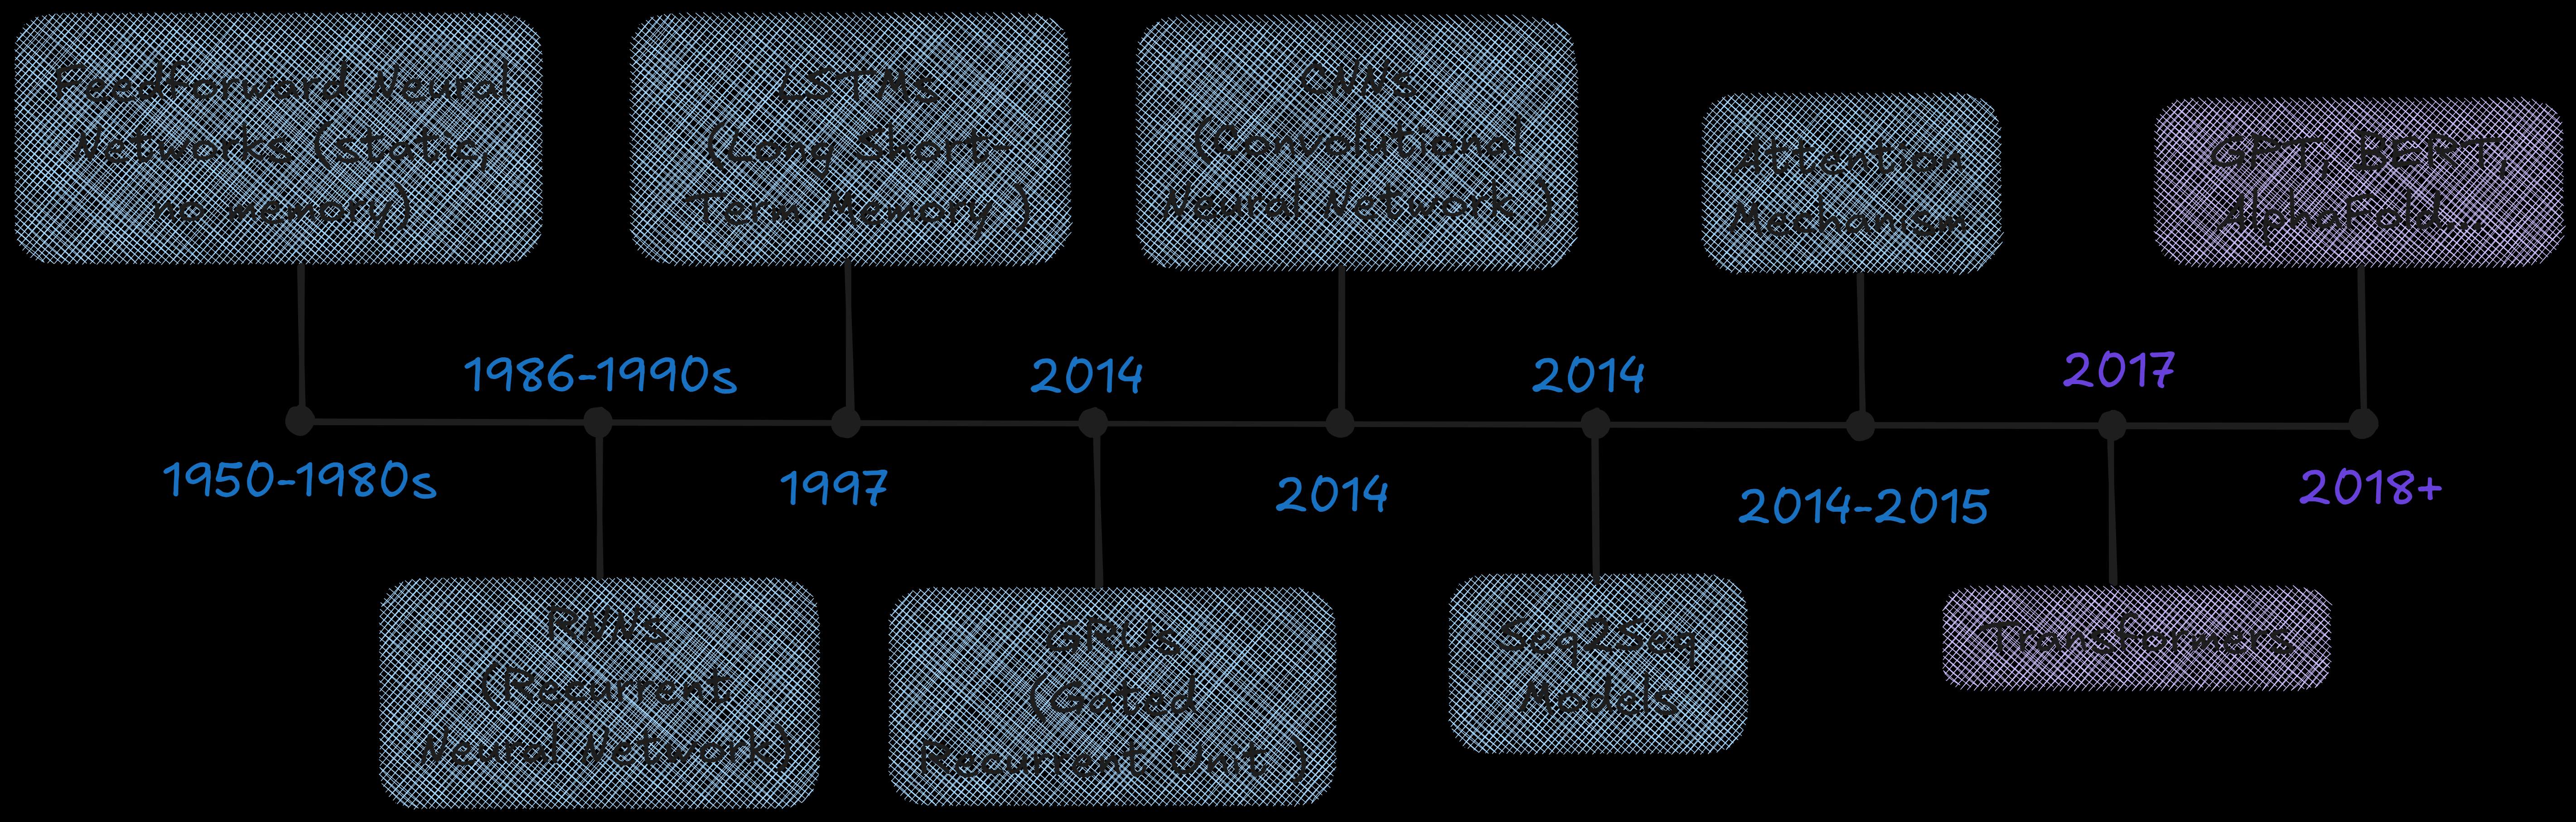 Feedforward Neural
Networks (static,
no memory)
LSTMs
(Long Short-
Term Memory )
CNNs
(Convolutional
Neural Network )
Attention
Mechanism
GPT, BERT,
AlphaFold...
1986-1990s
2014
2014
2017
1950-1980s
1997
2014
2014-2015
2018+
RNNs
(Recurrent
Neural Network)
GRUs
(Gated
Recurrent Unit )
Seq2Seq
Models
Transformers